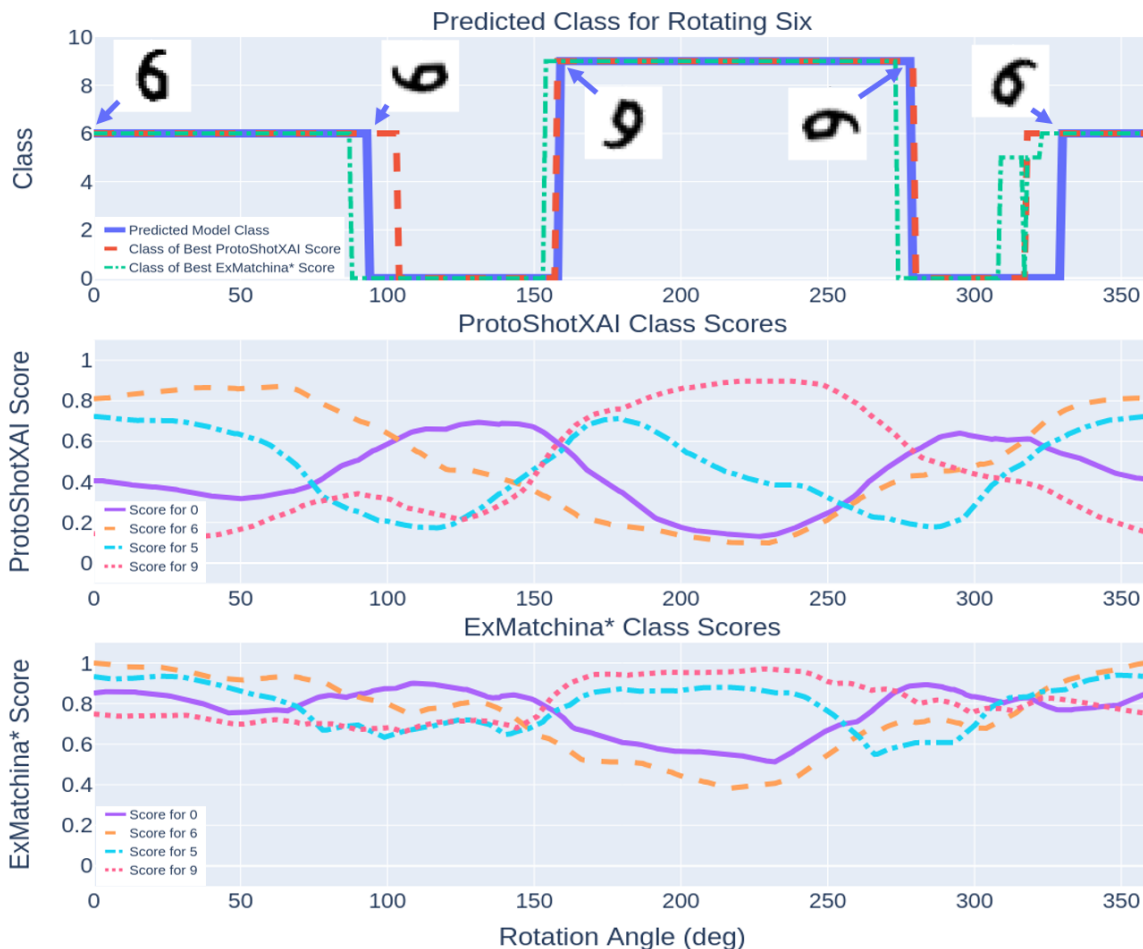 Predicted Class for Rotating Six
Class
10
8
6
4
2
0
Predicted Model Class
Class of Best ProtoShotXAI Score
Class of Best ExMatchina* Score
0 50 100 150 200 250 300 350
ProtoShotXAI Class Scores
ProtoShotXAI Score
1
0.8
0.6
0.4
0.2
0
Score for 0
Score for 6
Score for 5
Score for 9
0 50 100 150 200 250 300 350
ExMatchina* Class Scores
ExMatchina* Score
1
0.8
0.6
0.4
0.2
0
Score for 0
Score for 6
Score for 5
Score for 9
0 50 100 150 200 250 300 350
Rotation Angle (deg)